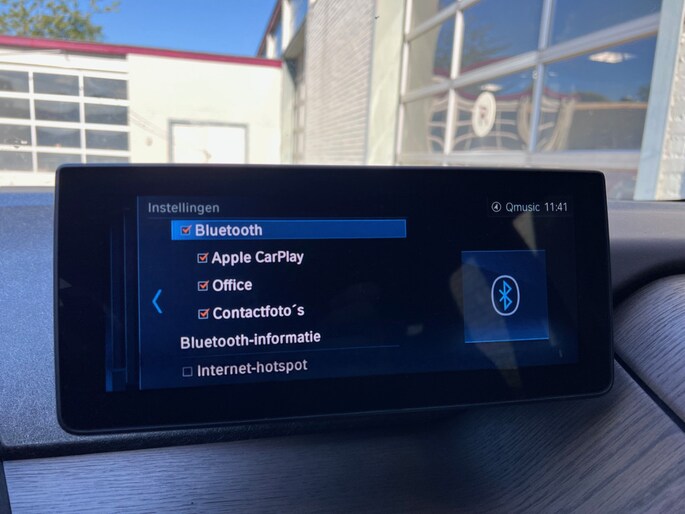 Instellingen
Qmusic 11:41
Bluetooth
Apple CarPlay
Office
Contactfoto´s
Bluetooth-informatie
Internet-hotspot